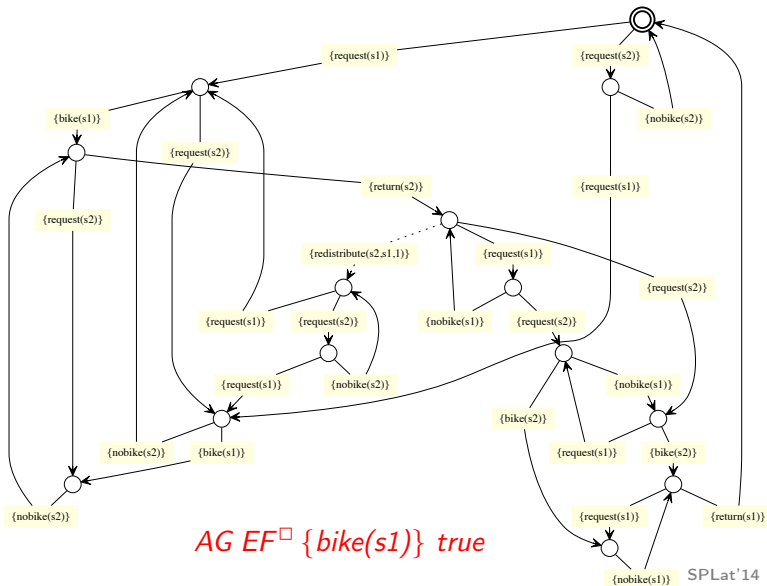 {request(s1)}
{request(s2)}
{bike(s1)}
{nobike(s2)}
{request(s2)}
{return(s2)}
{request(s1)}
{request(s2)}
{redistribute(s2,s1,1)}
{request(s1)}
{request(s2)}
{request(s1)}
{request(s2)}
{nobike(s1)}
{request(s2)}
{request(s1)}
{nobike(s2)}
{nobike(s1)}
{bike(s2)}
{nobike(s2)}
{bike(s1)}
{request(s1)}
{bike(s2)}
{nobike(s2)}
{request(s1)}
{return(s1)}
AG EF□ {bike(s1)} true
{nobike(s1)}
SPLat'14